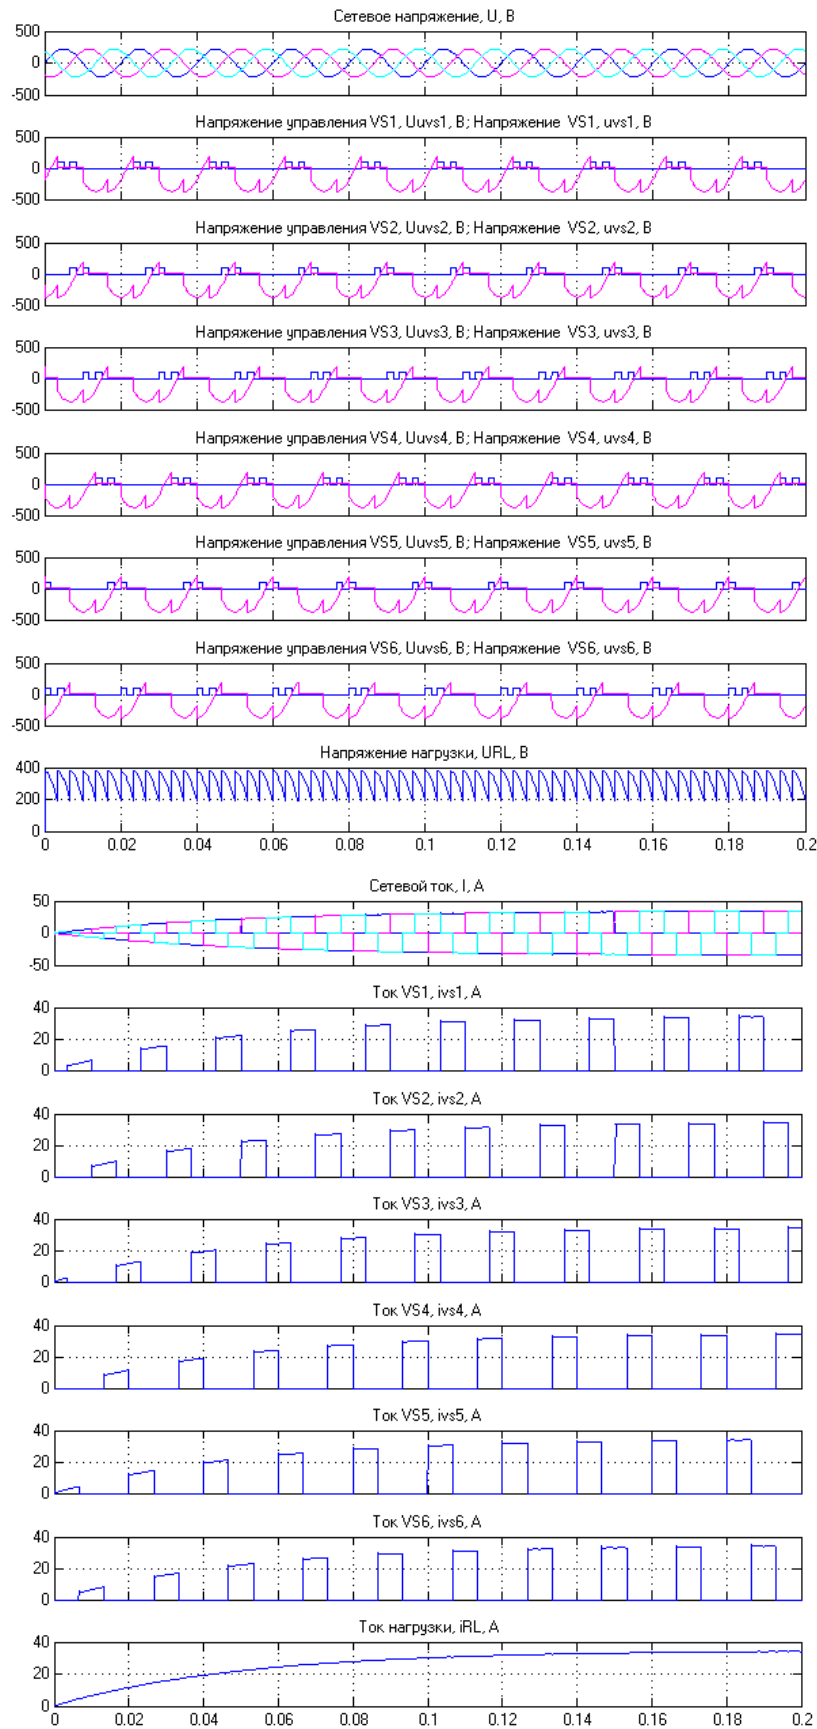 Сетевое напряжение, U, В
500
0
-500
Напряжение управления VS1, Uuvs1, В; Напряжение VS1, uvs1, В
500
0
-500
Напряжение управления VS2, Uuvs2, В; Напряжение VS2, uvs2, В
500
0
-500
Напряжение управления VS3, Uuvs3, В; Напряжение VS3, uvs3, В
500
0
-500
Напряжение управления VS4, Uuvs4, В; Напряжение VS4, uvs4, В
500
0
-500
Напряжение управления VS5, Uuvs5, В; Напряжение VS5, uvs5, В
500
0
-500
Напряжение управления VS6, Uuvs6, В; Напряжение VS6, uvs6, В
500
0
-500
Напряжение нагрузки, URL, В
400
200
0
0 0.02 0.04 0.06 0.08 0.1 0.12 0.14 0.16 0.18 0.2
Сетевой ток, I, А
50
0
-50
Ток VS1, ivs1, А
40
20
0
Ток VS2, ivs2, А
40
20
0
Ток VS3, ivs3, А
40
20
0
Ток VS4, ivs4, А
40
20
0
Ток VS5, ivs5, А
40
20
0
Ток VS6, ivs6, А
40
20
0
Ток нагрузки, iRL, А
40
20
0
0 0.02 0.04 0.06 0.08 0.1 0.12 0.14 0.16 0.18 0.2